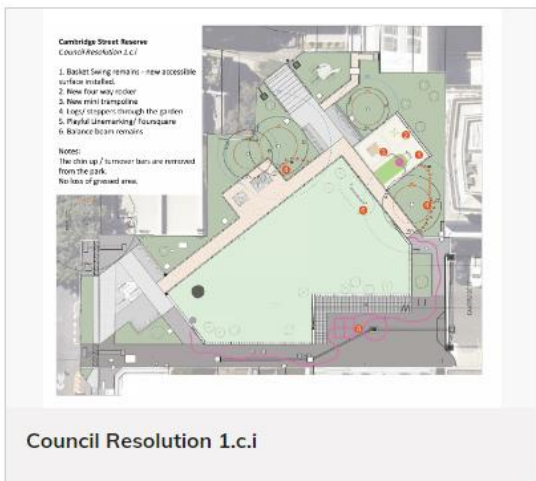 Cambridge Street Reserve
Council Resolution 1.c.i
1. Basket Swing remains - new accessible
surface installed.
2. New four way rocker
3. New mini trampoline
4. Logs/ steppers through the garden
5. Playful Linemarking/ foursquare
6. Balance beam remains
Notes:
The chin up / turnover bars are removed
from the park.
No loss of grassed area.
Council Resolution 1.c.i